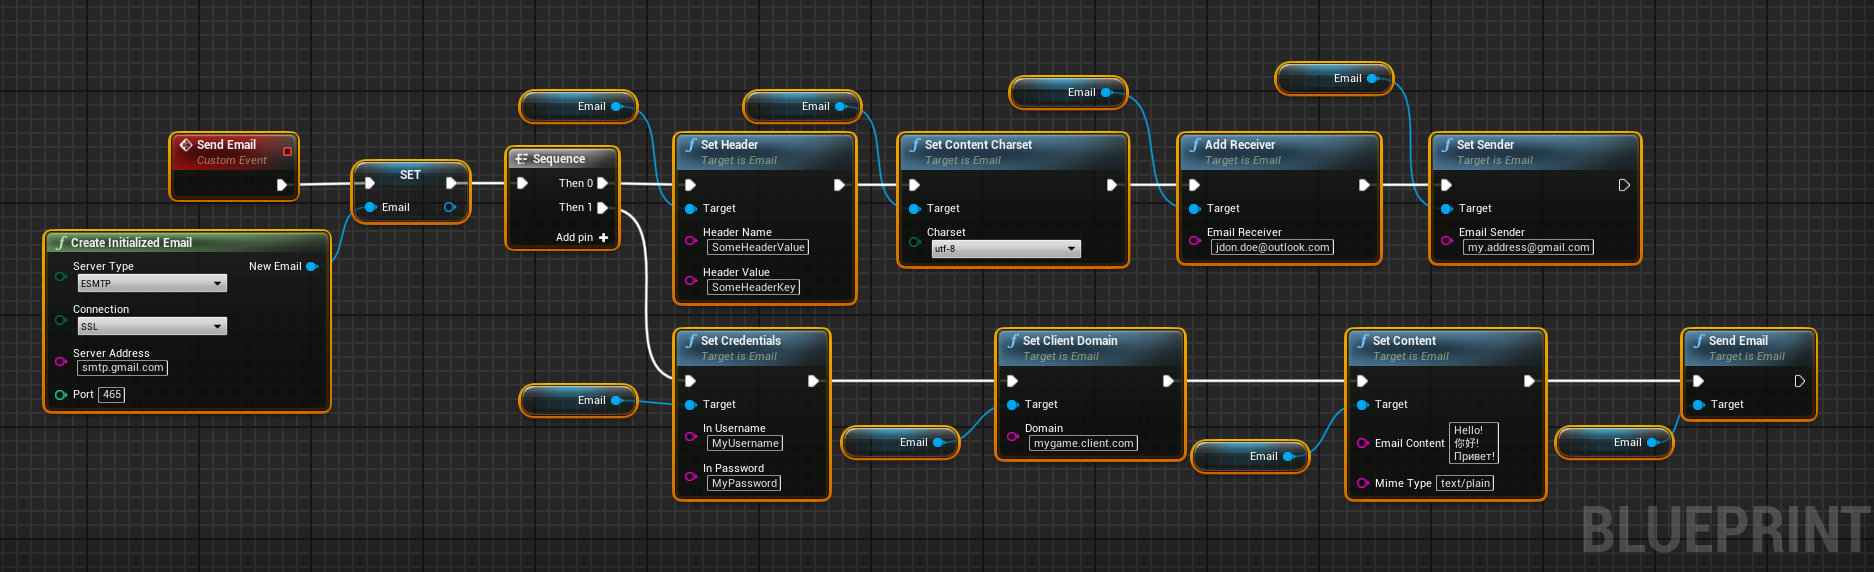 Send Email
Custom Event
SET
Email
Create Initialized Email
Server Type
ESMTP
New Email
Connection
SSL
Server Address
smtp.gmail.com
Port 465
Sequence
Then 0
Then 1
Add pin
Email
Set Header
Target is Email
Target
Header Name
SomeHeaderValue
Header Value
SomeHeaderKey
Email
Set Content Charset
Target is Email
Target
Charset
utf-8
Email
Add Receiver
Target is Email
Target
Email Receiver
jdon.doe@outlook.com
Email
Set Sender
Target is Email
Target
Email Sender
my.address@gmail.com
Email
Set Credentials
Target is Email
Target
In Username
MyUsername
In Password
MyPassword
Email
Set Client Domain
Target is Email
Target
Domain
mygame.client.com
Email
Set Content
Target is Email
Target
Email Content
Hello!
你好!
Привет!
Mime Type text/plain
Email
Send Email
Target is Email
Target
BLUEPRINT